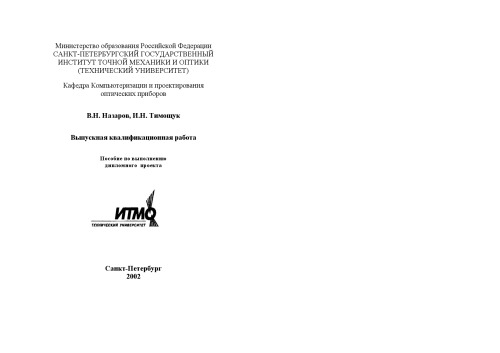 Министерство образования Российской Федерации
САНКТ-ПЕТЕРБУРГСКИЙ ГОСУДАРСТВЕННЫЙ
ИНСТИТУТ ТОЧНОЙ МЕХАНИКИ И ОПТИКИ
(ТЕХНИЧЕСКИЙ УНИВЕРСИТЕТ)
Кафедра Компьютеризации и проектирования
оптических приборов
В.Н. Назаров, И.Н. Тимощук
Выпускная квалификационная работа
Пособие по выполнению
дипломного проекта
ИТМО
ТЕХНИЧЕСКИЙ УНИВЕРСИТЕТ
Санкт-Петербург
2002